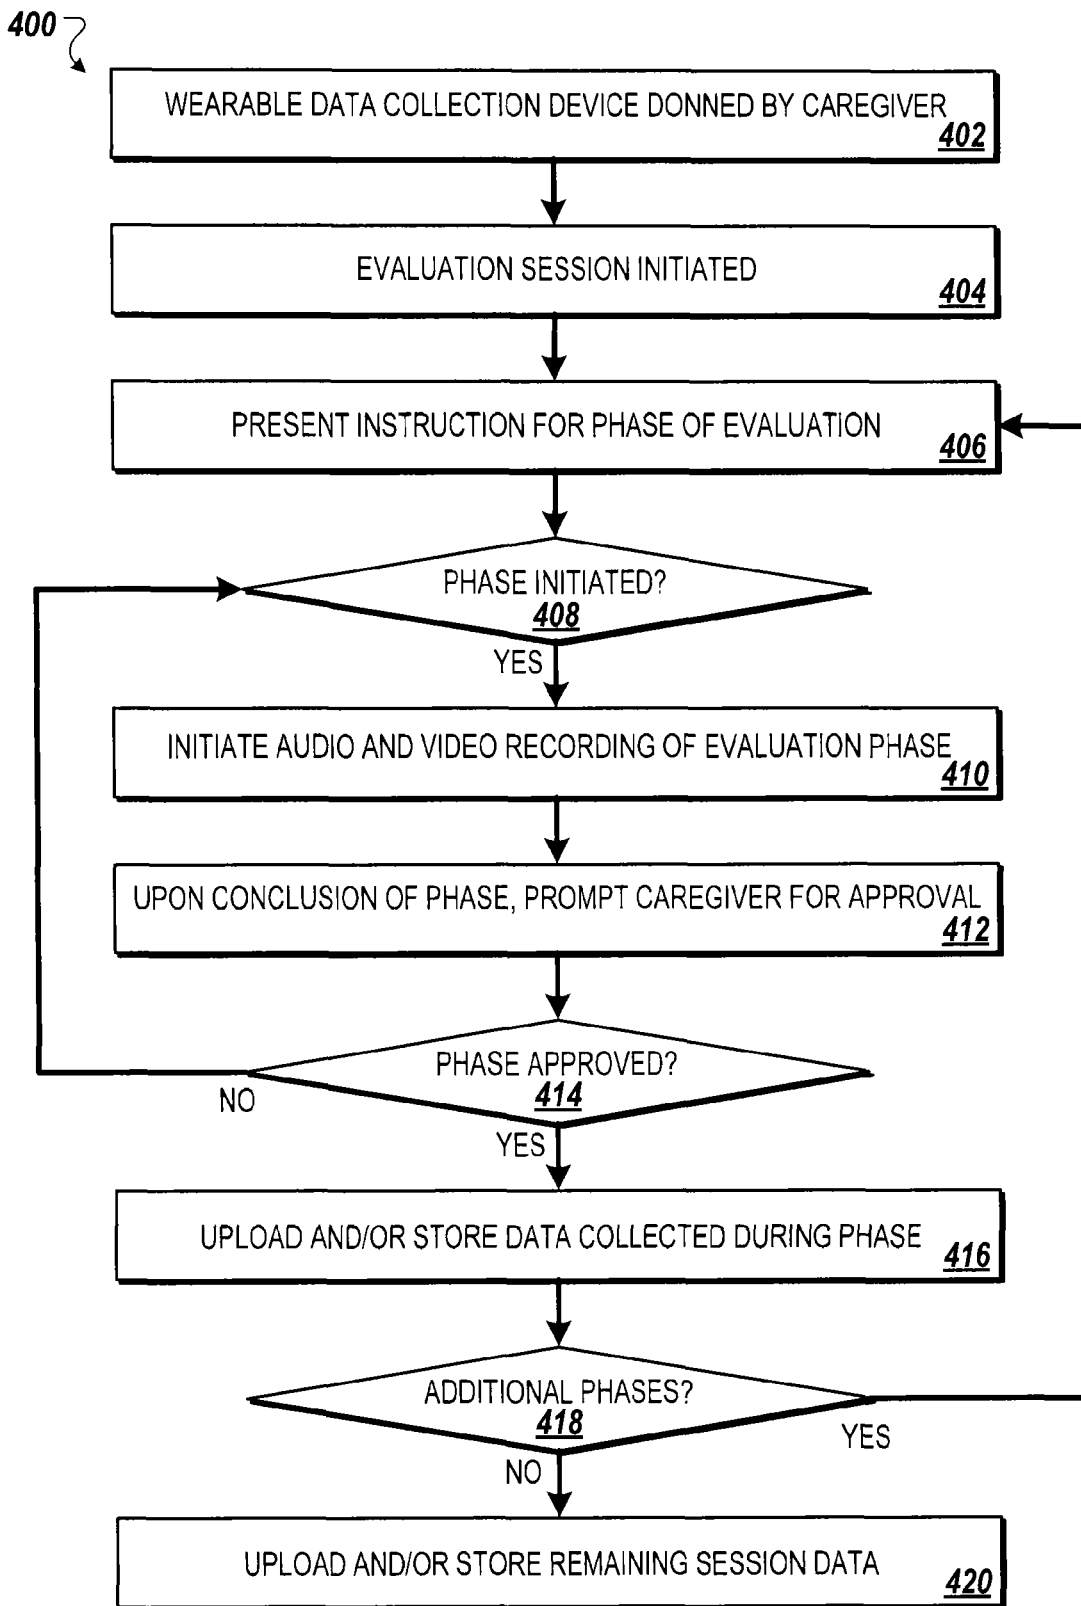 400
WEARABLE DATA COLLECTION DEVICE DONNED BY CAREGIVER
402
EVALUATION SESSION INITIATED
404
PRESENT INSTRUCTION FOR PHASE OF EVALUATION
406
PHASE INITIATED?
408
YES
INITIATE AUDIO AND VIDEO RECORDING OF EVALUATION PHASE
410
UPON CONCLUSION OF PHASE, PROMPT CAREGIVER FOR APPROVAL
412
PHASE APPROVED?
414
NO
YES
UPLOAD AND/OR STORE DATA COLLECTED DURING PHASE
416
ADDITIONAL PHASES?
418
YES
NO
UPLOAD AND/OR STORE REMAINING SESSION DATA
420